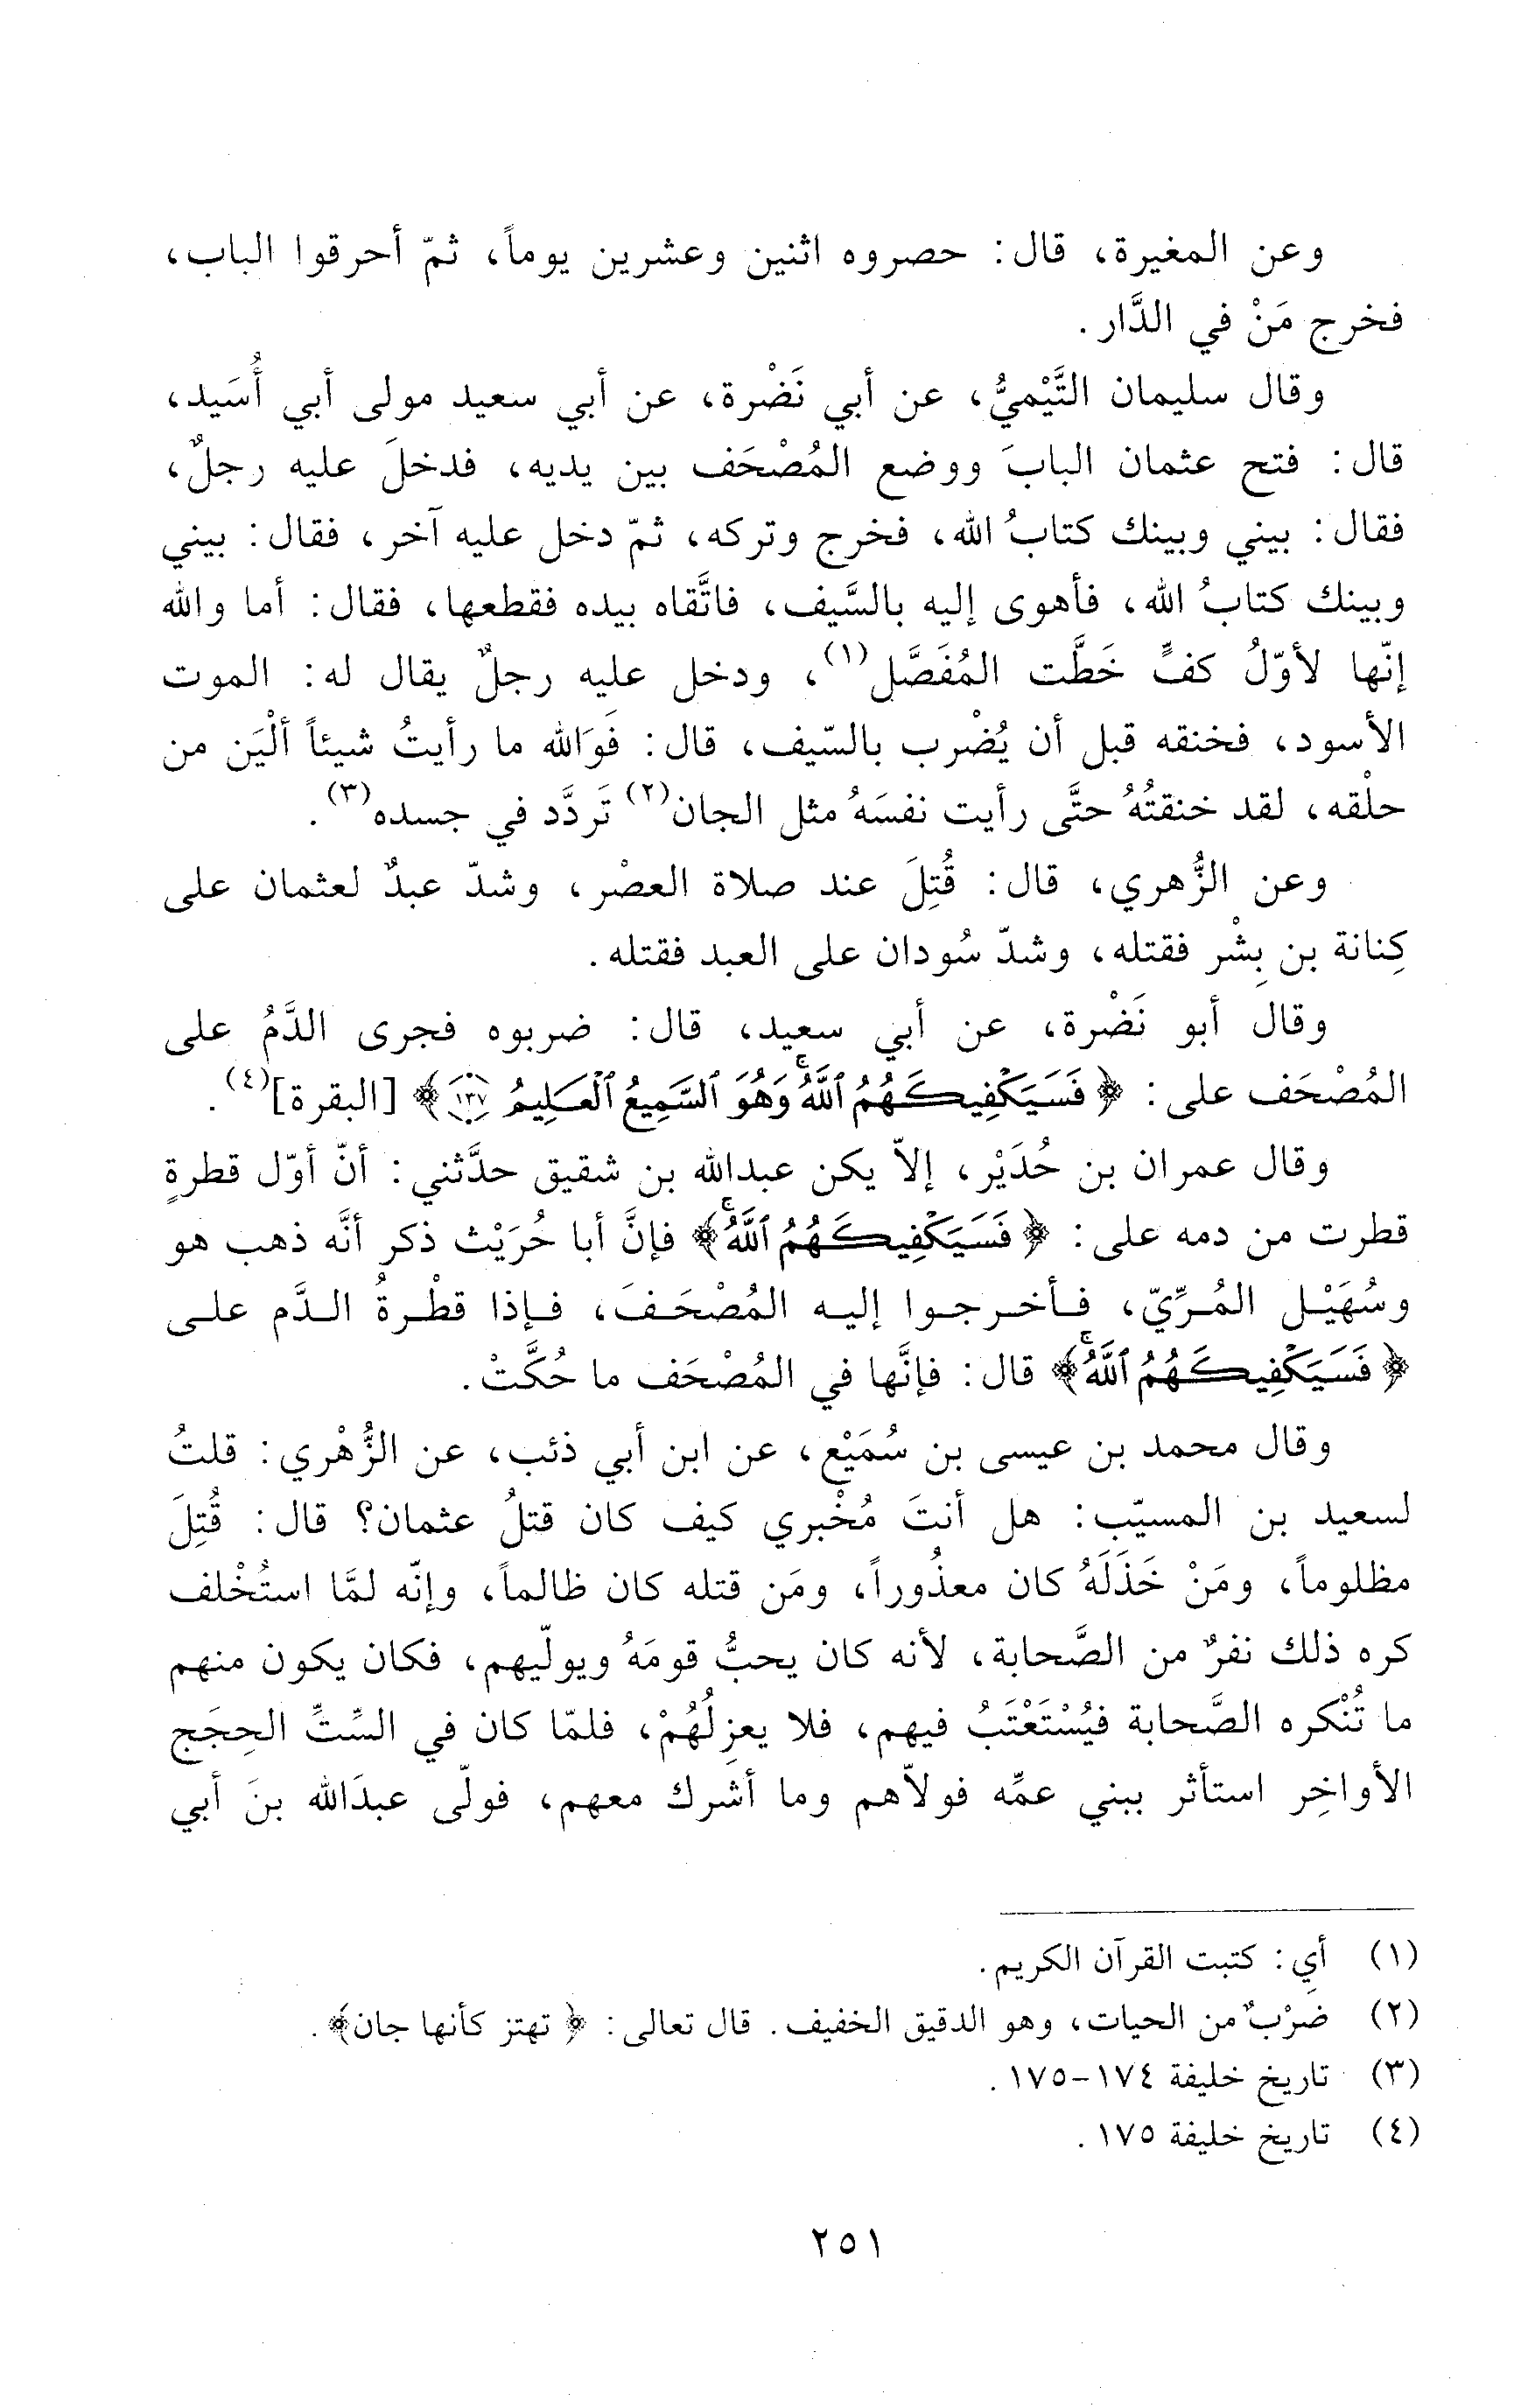 وعن المغيرة، قال: حصروه اثنين وعشرين يوماً، ثمّ أحرقوا الباب،
فخرج مَنْ في الدَّار.
وقال سليمان التَّيْميُّ، عن أبي نَضْرة، عن أبي سعيد مولى أبي أُسَيد،
قال: فتح عثمان البابَ ووضع المُصْحَف بين يديه، فدخلَ عليه رجلٌ،
فقال: بيني وبينك كتابُ الله، فخرج وتركه، ثمّ دخل عليه آخر، فقال: بيني
وبينك كتابُ الله، فأهوى إليه بالسَّيف، فاتَّقاه بيده فقطعها، فقال: أما والله
إنّها لأوّلُ كفٍّ خَطَّت المُفَصَّل(١)، ودخل عليه رجلٌ يقال له: الموت
الأسود، فخنقه قبل أن يُضْرب بالسّيف، قال: فَوَالله ما رأيتُ شيئاً ألْيَن من
حلْقه، لقد خنقتُهُ حتَّى رأيت نفسَهُ مثل الجان(٢) تَردَّد في جسده(٣).
وعن الزُّهري، قال: قُتِلَ عند صلاة العصْر، وشدّ عبدٌ لعثمان على
كِنانة بن بِشْر فقتله، وشدّ سُودان على العبد فقتله.
وقال أبو نَضْرة، عن أبي سعيد، قال: ضربوه فجرى الدَّمُ على
المُصْحَف على: ﴿فَسَيَكْفِيكَهُمُ ٱللَّهُۚ وَهُوَ ٱلسَّمِيعُ ٱلْعَلِيمُ ١٣٧﴾ [البقرة](٤).
وقال عمران بن حُدَيْر، إلاّ يكن عبدالله بن شقيق حدَّثني: أنّ أوّل قطرةٍ
قطرت من دمه على: ﴿فَسَيَكْفِيكَهُمُ ٱللَّهُۚ﴾ فإنَّ أبا حُرَيْث ذكر أنَّه ذهب هو
وسُهَيْل المُرِّيّ، فأخرجوا إليه المُصْحَفَ، فإذا قطْرةُ الدَّم على
﴿فَسَيَكْفِيكَهُمُ ٱللَّهُۚ﴾ قال: فإنَّها في المُصْحَف ما حُكَّتْ.
وقال محمد بن عيسى بن سُمَيْع، عن ابن أبي ذئب، عن الزُّهْري: قلتُ
لسعيد بن المسيّب: هل أنتَ مُخْبري كيف كان قتلُ عثمان؟ قال: قُتِلَ
مظلوماً، ومَنْ خَذَلَهُ كان معذُوراً، ومَن قتله كان ظالماً، وإنّه لمَّا استُخْلف
كره ذلك نفرٌ من الصَّحابة، لأنه كان يحبُّ قومَهُ ويولّيهم، فكان يكون منهم
ما تُنْكره الصَّحابة فيُسْتَعْتَبُ فيهم، فلا يعزِلُهُمْ، فلمّا كان في السِّتِّ الحِجَج
الأواخِر استأثر ببني عمِّه فولاّهم وما أشرك معهم، فولّى عبدَالله بنَ أبي
(١) أي: كتبت القرآن الكريم.
(٢) ضرْبٌ من الحيات، وهو الدقيق الخفيف. قال تعالى: ﴿تهتز كأنها جان﴾.
(٣) تاريخ خليفة ١٧٤-١٧٥.
(٤) تاريخ خليفة ١٧٥.
٢٥١